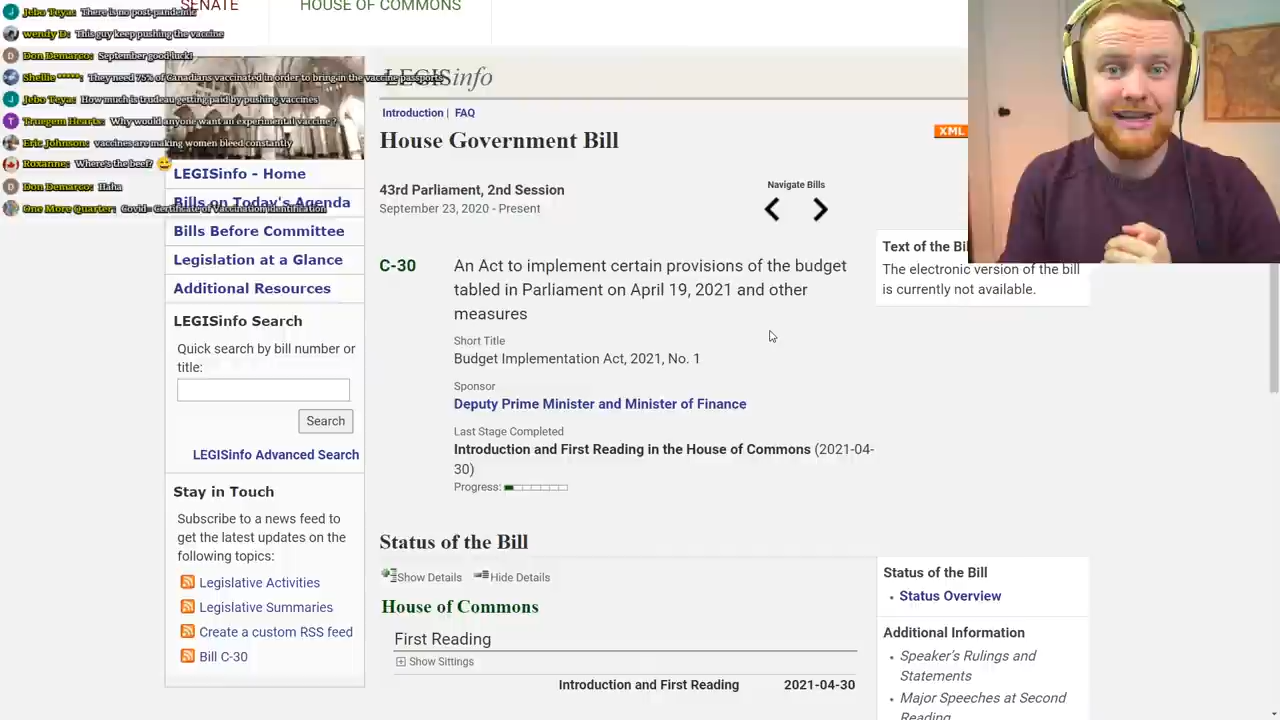 SENATE
HOUSE OF COMMONS
Jebo Teya: There is no post-pandemic
wendy D: This guy keep pushing the vaccine
Don Demarco: September good luck!
Shellie *****: They need 75% of Canadians vaccinated in order to bring in the vaccine passports
Jebo Teya: How much is trudeau getting paid by pushing vaccines
Truegem Hearts: Why would anyone want an experimental vaccine ?
Eric Johnson: vaccines are making women bleed constantly
Roxanne: Where's the beef? 😅
Don Demarco: Haha
One More Quarter: Covid= Certificate of Vaccination identification
LEGISinfo
Introduction | FAQ
House Government Bill
XML
43rd Parliament, 2nd Session
September 23, 2020 - Present
Navigate Bills
LEGISinfo - Home
Bills on Today's Agenda
Bills Before Committee
Legislation at a Glance
Additional Resources
LEGISinfo Search
Quick search by bill number or
title:
Search
LEGISinfo Advanced Search
Stay in Touch
Subscribe to a news feed to
get the latest updates on the
following topics:
Legislative Activities
Legislative Summaries
Create a custom RSS feed
Bill C-30
C-30
An Act to implement certain provisions of the budget
tabled in Parliament on April 19, 2021 and other
measures
Short Title
Budget Implementation Act, 2021, No. 1
Sponsor
Deputy Prime Minister and Minister of Finance
Last Stage Completed
Introduction and First Reading in the House of Commons (2021-04-
30)
Progress:
Text of the Bil
The electronic version of the bill
is currently not available.
Status of the Bill
Show Details Hide Details
House of Commons
First Reading
Show Sittings
Introduction and First Reading 2021-04-30
Status of the Bill
• Status Overview
Additional Information
• Speaker's Rulings and
Statements
• Major Speeches at Second
Reading